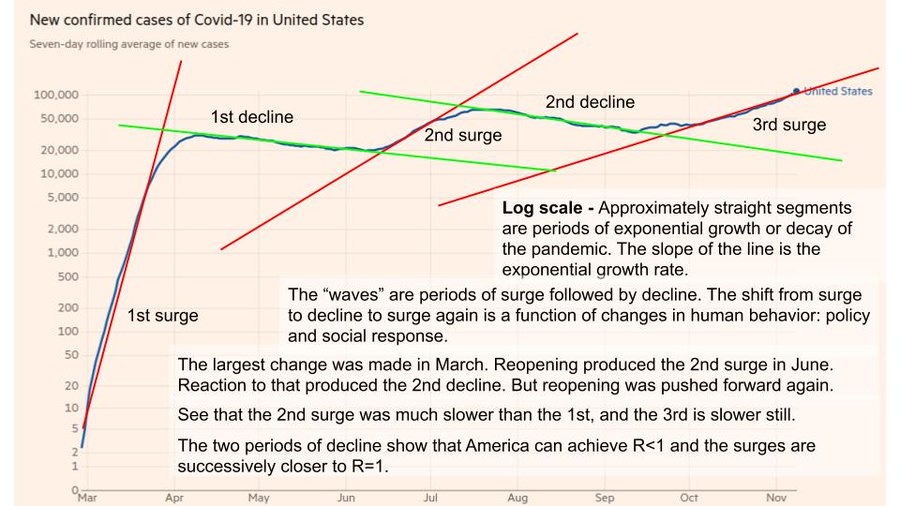 New confirmed cases of Covid-19 in United States
Seven-day rolling average of new cases
100,000
50,000
20,000
10,000
5,000
2,000
1,000
500
200
100
50
20
10
5
2
1
0
1st decline
2nd decline
2nd surge
United States
3rd surge
1st surge
Log scale - Approximately straight segments
are periods of exponential growth or decay of
the pandemic. The slope of the line is the
exponential growth rate.
The “waves” are periods of surge followed by decline. The shift from surge
to decline to surge again is a function of changes in human behavior: policy
and social response.
The largest change was made in March. Reopening produced the 2nd surge in June.
Reaction to that produced the 2nd decline. But reopening was pushed forward again.
See that the 2nd surge was much slower than the 1st, and the 3rd is slower still.
The two periods of decline show that America can achieve R<1 and the surges are
successively closer to R=1.
Mar Apr May Jun Jul Aug Sep Oct Nov